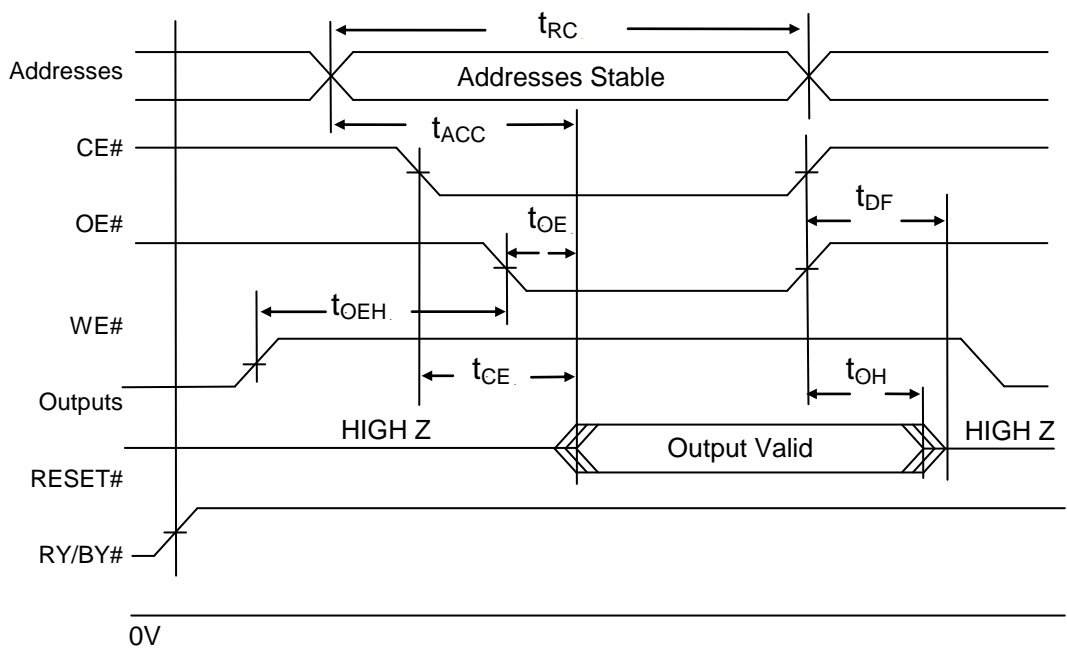 tRC
Addresses
Addresses Stable
tACC
CE#
tDF
OE#
tOE
tOEH
WE#
tCE
tOH
Outputs
HIGH Z
Output Valid
HIGH Z
RESET#
RY/BY#
0V